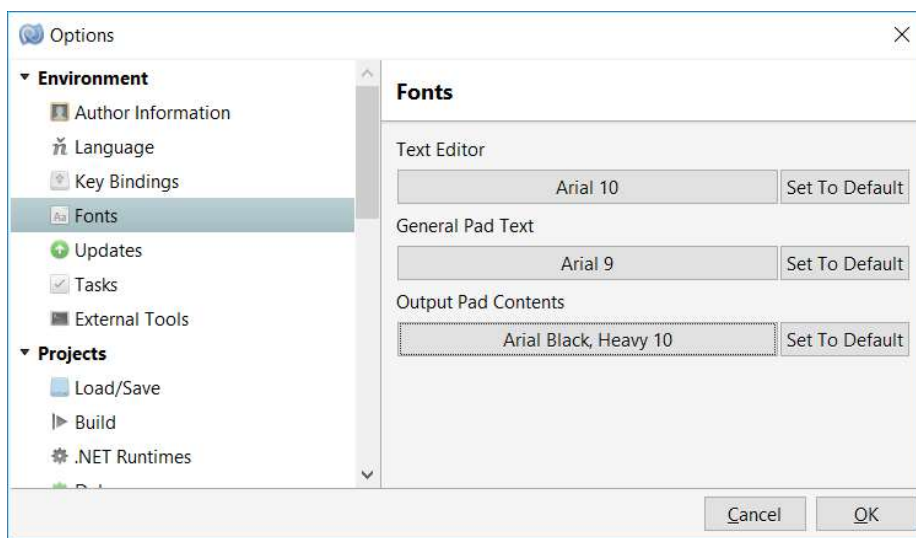 Options
Environment
Author Information
Language
Key Bindings
Fonts
Updates
Tasks
External Tools
Projects
Load/Save
Build
.NET Runtimes
Fonts
Text Editor
Arial 10 Set To Default
General Pad Text
Arial 9 Set To Default
Output Pad Contents
Arial Black, Heavy 10 Set To Default
Cancel OK